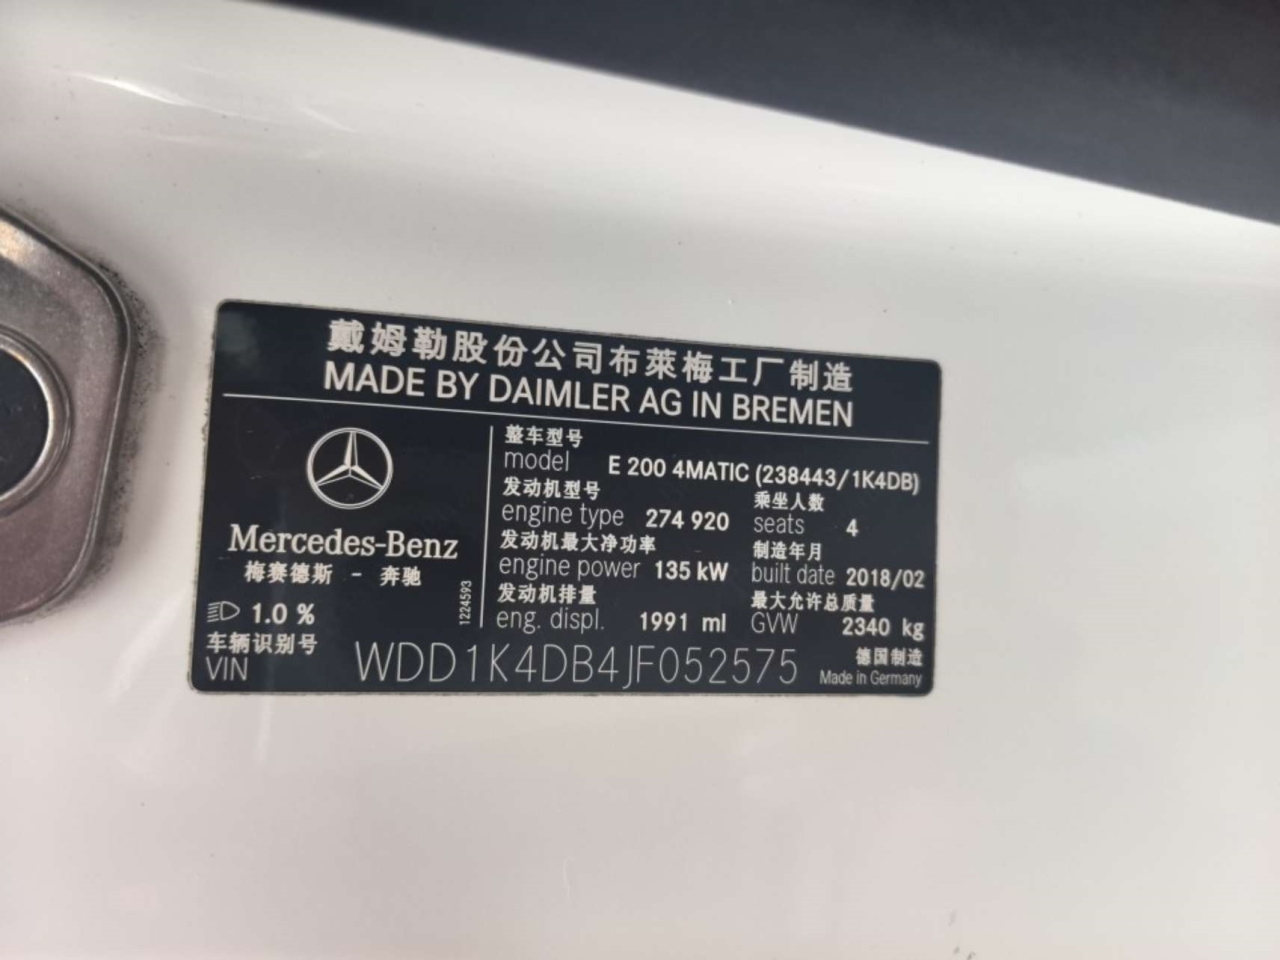 戴姆勒股份公司布莱梅工厂制造
MADE BY DAIMLER AG IN BREMEN
整车型号
model E 200 4MATIC (238443/1K4DB)
发动机型号 乘坐人数
engine type 274 920 seats 4
发动机最大净功率 制造年月
engine power 135 kW built date 2018/02
发动机排量 最大允许总质量
eng. displ. 1991 ml GVW 2340 kg
Mercedes-Benz
梅赛德斯 - 奔驰
1.0 %
1224593
车辆识别号
VIN WDD1K4DB4JF052575
德国制造
Made in Germany